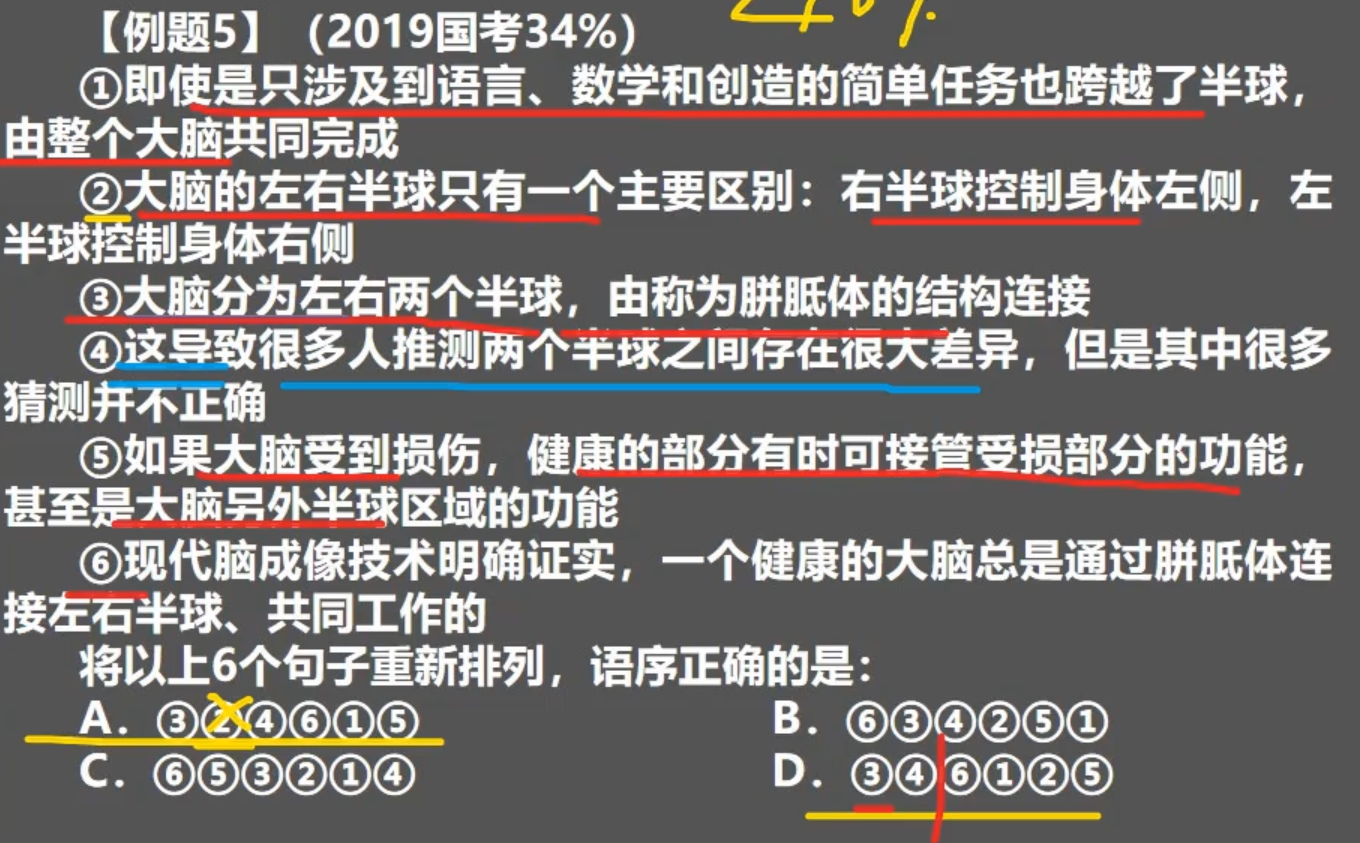 【例题5】（2019国考34%）
①即使是只涉及到语言、数学和创造的简单任务也跨越了半球，
由整个大脑共同完成
②大脑的左右半球只有一个主要区别：右半球控制身体左侧，左
半球控制身体右侧
③大脑分为左右两个半球，由称为胼胝体的结构连接
④这导致很多人推测两个半球之间存在很大差异，但是其中很多
猜测并不正确
⑤如果大脑受到损伤，健康的部分有时可接管受损部分的功能，
甚至是大脑另外半球区域的功能
⑥现代脑成像技术明确证实，一个健康的大脑总是通过胼胝体连
接左右半球、共同工作的
将以上6个句子重新排列，语序正确的是：
A. ③②④⑥①⑤ B. ⑥③④②⑤①
C. ⑥⑤③②①④ D. ③④⑥①②⑤